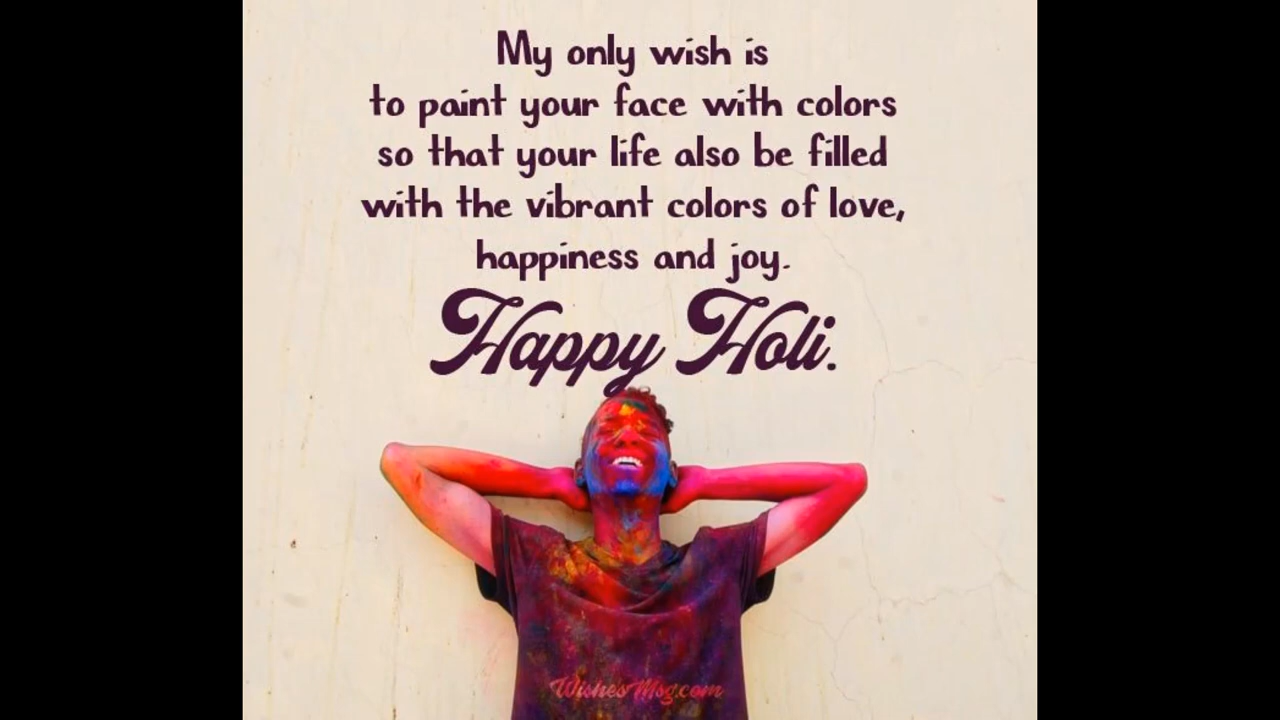 My only wish is
to paint your face with colors
so that your life also be filled
with the vibrant colors of love,
happiness and joy.
Happy Holi.
WishesMsg.com